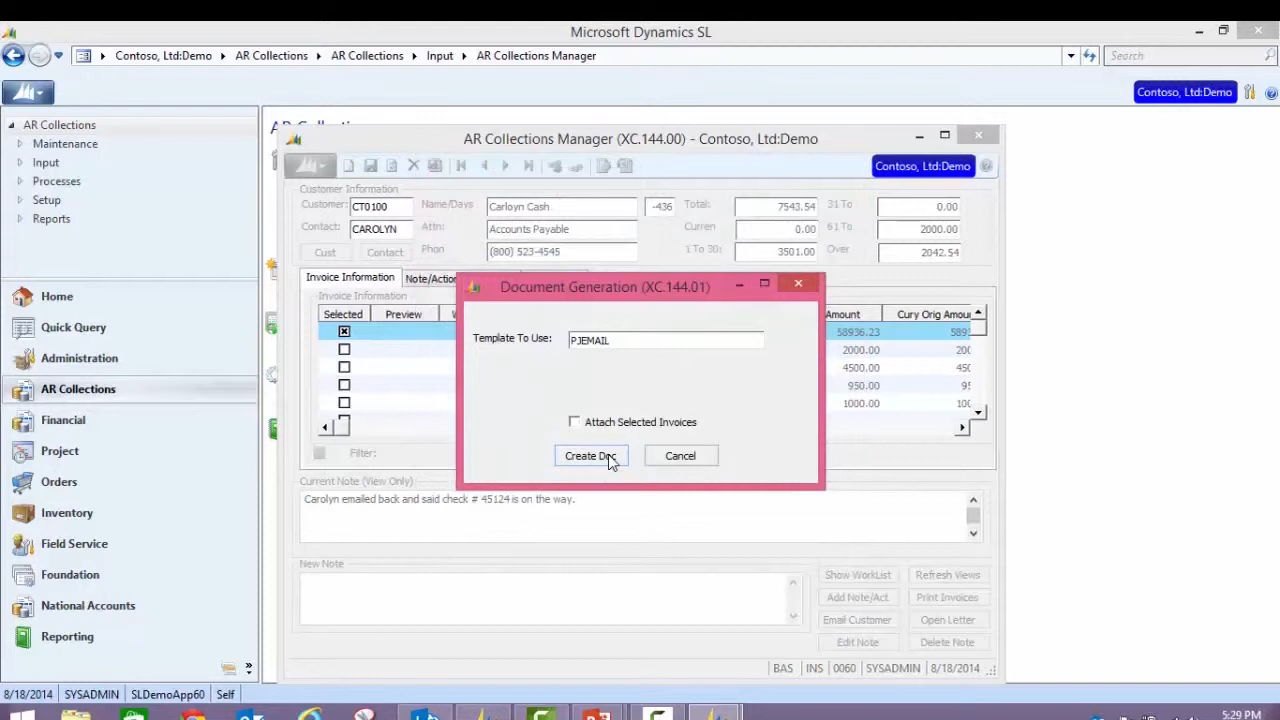 Microsoft Dynamics SL
Contoso, Ltd:Demo AR Collections AR Collections Input AR Collections Manager Search
Contoso, Ltd:Demo
AR Collections
Maintenance
Input
Processes
Setup
Reports
Home
Quick Query
Administration
AR Collections
Financial
Project
Orders
Inventory
Field Service
Foundation
National Accounts
Reporting
AR Collections Manager (XC.144.00) - Contoso, Ltd:Demo
Contoso, Ltd:Demo
Customer Information
Customer: CT0100 Name/Days Carloyn Cash -436 Total: 7543.54 31 To 0.00
Contact: CAROLYN Attn: Accounts Payable Curren 0.00 61 To 2000.00
Cust Contact Phon (800) 523-4545 1 To 30: 3501.00 Over 2042.54
Invoice Information Note/Action
Invoice Information
Selected Preview Amount Cury Orig Amou
58936.23 589
2000.00 200
4500.00 450
950.00 95
1000.00 100
Filter:
Document Generation (XC.144.01)
Template To Use: PJEMAIL
Attach Selected Invoices
Create Doc Cancel
Current Note (View Only)
Carolyn emailed back and said check # 45124 is on the way.
New Note
Show WorkList Refresh Views
Add Note/Act Print Invoices
Email Customer Open Letter
Edit Note Delete Note
BAS INS 0060 SYSADMIN 8/18/2014
8/18/2014 SYSADMIN SLDemoApp60 Self
5:29 PM